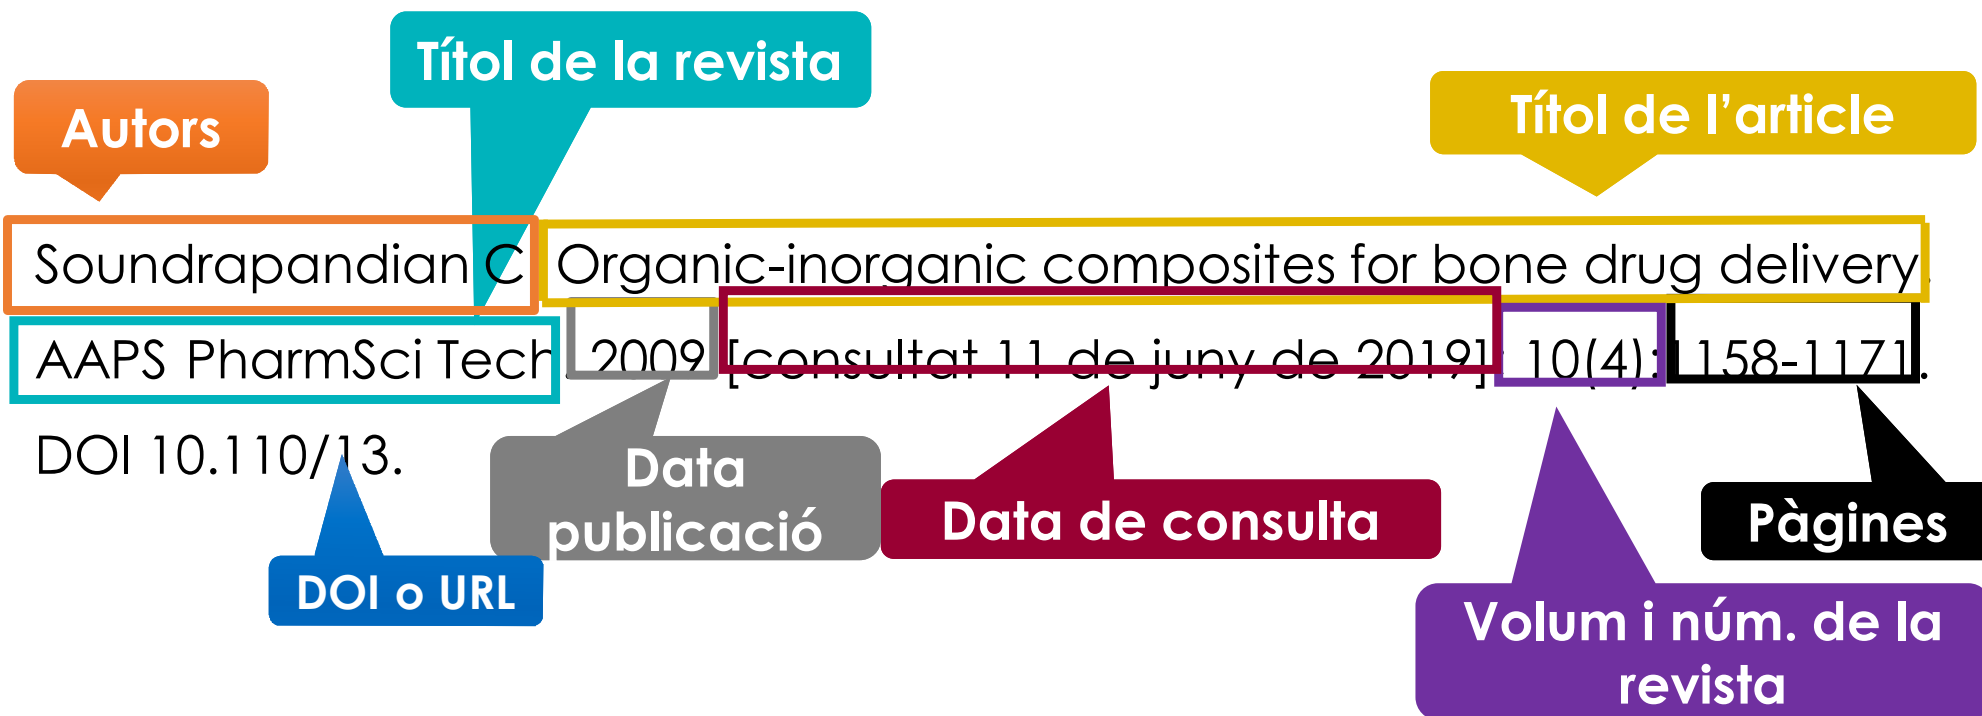 Títol de la revista
Autors
Títol de l’article
Soundrapandian C. Organic-inorganic composites for bone drug delivery.
AAPS PharmSci Tech. 2009 [consultat 11 de juny de 2019]; 10(4): 1158-1171.
DOI 10.110/13.
Data
publicació
Data de consulta
Pàgines
DOI o URL
Volum i núm. de la
revista